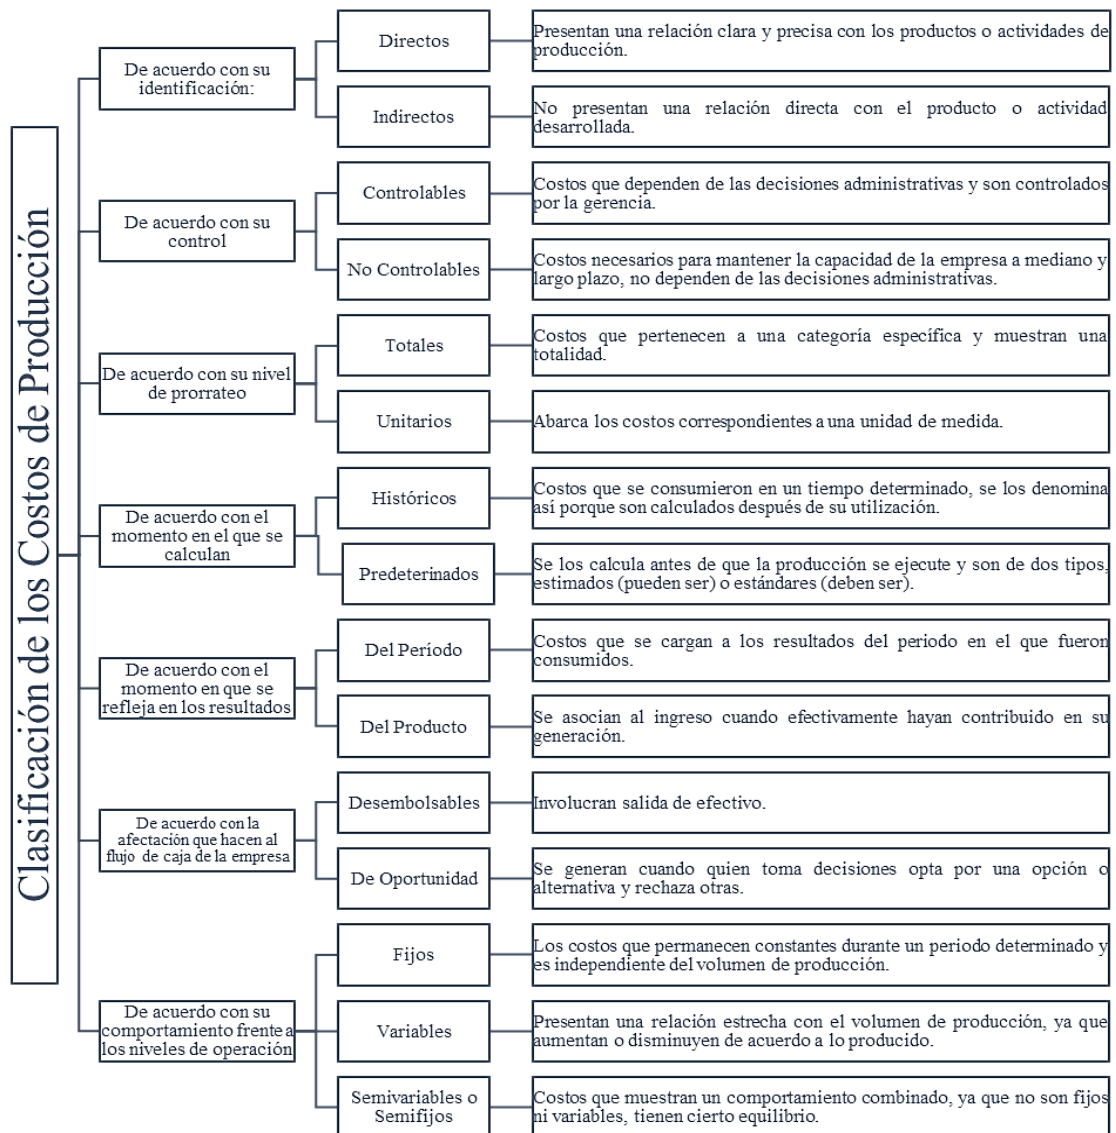 Clasificación de los Costos de Producción
De acuerdo con su
identificación:
Directos
Presentan una relación clara y precisa con los productos o actividades de
producción.
Indirectos
No presentan una relación directa con el producto o actividad
desarrollada.
De acuerdo con su
control
Controlables
Costos que dependen de las decisiones administrativas y son controlados
por la gerencia.
No Controlables
Costos necesarios para mantener la capacidad de la empresa a mediano y
largo plazo, no dependen de las decisiones administrativas.
De acuerdo con su nivel
de prorrateo
Totales
Costos que pertenecen a una categoría específica y muestran una
totalidad.
Unitarios
Abarca los costos correspondientes a una unidad de medida.
De acuerdo con el
momento en el que se
calculan
Históricos
Costos que se consumieron en un tiempo determinado, se los denomina
así porque son calculados después de su utilización.
Predeterinados
Se los calcula antes de que la producción se ejecute y son de dos tipos,
estimados (pueden ser) o estándares (deben ser).
De acuerdo con el
momento en que se
refleja en los resultados
Del Período
Costos que se cargan a los resultados del periodo en el que fueron
consumidos.
Del Producto
Se asocian al ingreso cuando efectivamente hayan contribuido en su
generación.
De acuerdo con la
afectación que hacen al
flujo de caja de la empresa
Desembolsables
Involucran salida de efectivo.
De Oportunidad
Se generan cuando quien toma decisiones opta por una opción o
alternativa y rechaza otras.
De acuerdo con su
comportamiento frente a
los niveles de operación
Fijos
Los costos que permanecen constantes durante un periodo determinado y
es independiente del volumen de producción.
Variables
Presentan una relación estrecha con el volumen de producción, ya que
aumentan o disminuyen de acuerdo a lo producido.
Semivariables o
Semifijos
Costos que muestran un comportamiento combinado, ya que no son fijos
ni variables, tienen cierto equilibrio.